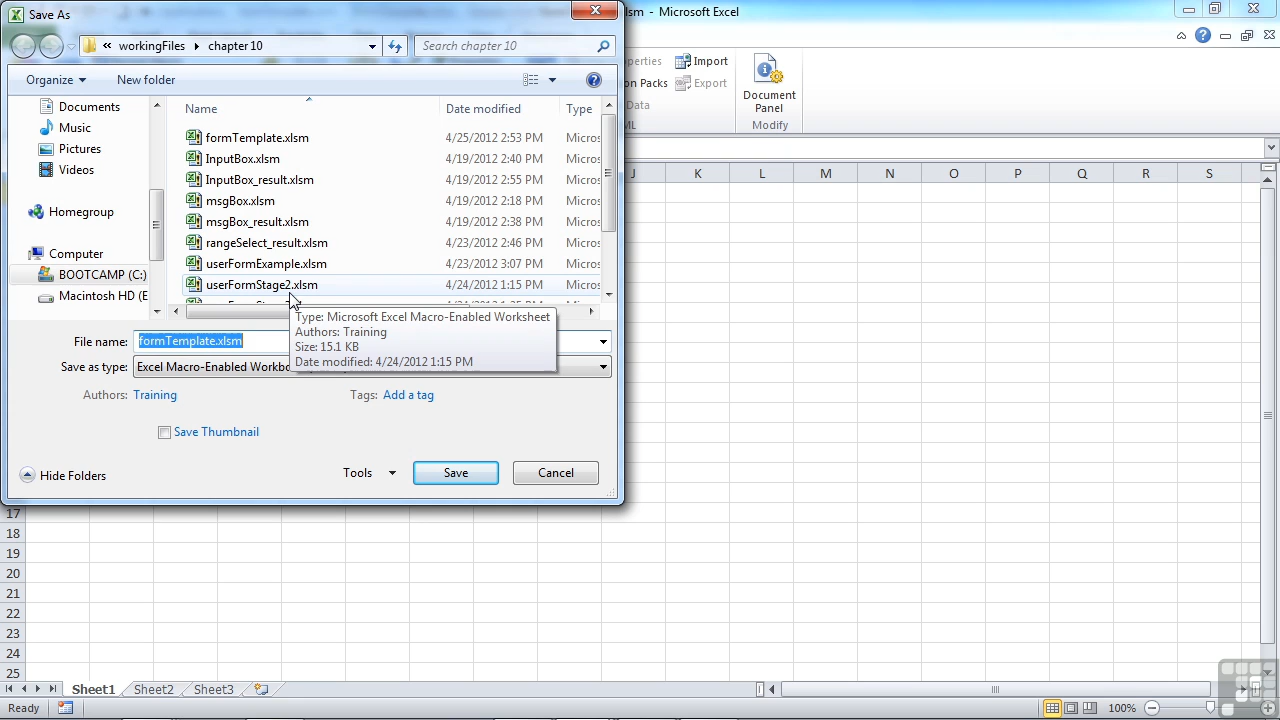 Save As
lsm - Microsoft Excel
workingFiles
chapter 10
Search chapter 10
Organize
New folder
perties
Import
on Packs
Export
Data
ML
Document
Panel
Modify
Documents
Music
Pictures
Videos
Homegroup
Computer
BOOTCAMP (C:)
Macintosh HD (E
Name
Date modified
Type
formTemplate.xlsm 4/25/2012 2:53 PM Micros
InputBox.xlsm 4/19/2012 2:40 PM Micros
InputBox_result.xlsm 4/19/2012 2:55 PM Micros
msgBox.xlsm 4/19/2012 2:18 PM Micros
msgBox_result.xlsm 4/19/2012 2:38 PM Micros
rangeSelect_result.xlsm 4/23/2012 2:46 PM Micros
userFormExample.xlsm 4/23/2012 3:07 PM Micros
userFormStage2.xlsm 4/24/2012 1:15 PM Micros
Type: Microsoft Excel Macro-Enabled Worksheet
Authors: Training
Size: 15.1 KB
Date modified: 4/24/2012 1:15 PM
File name: formTemplate.xlsm
Save as type: Excel Macro-Enabled Workbo
Authors: Training
Tags: Add a tag
Save Thumbnail
Hide Folders
Tools
Save
Cancel
J K L M N O P Q R S
17
18
19
20
21
22
23
24
25
Sheet1 Sheet2 Sheet3
Ready
100%